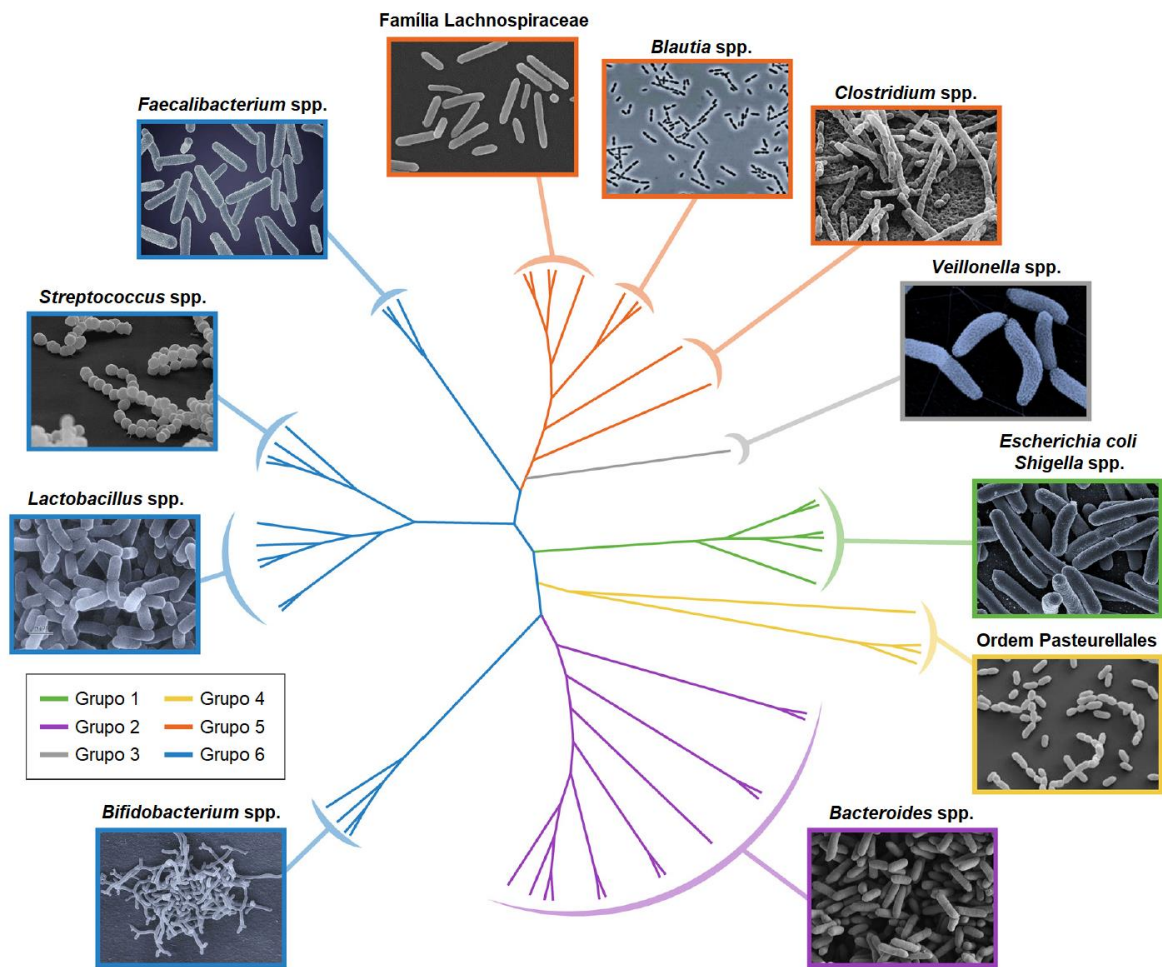 Família Lachnospiraceae
Blautia spp.
Faecalibacterium spp.
Clostridium spp.
Streptococcus spp.
Veillonella spp.
Escherichia coli
Shigella spp.
Lactobacillus spp.
Ordem Pasteurellales
Grupo 1
Grupo 4
Grupo 2
Grupo 5
Grupo 3
Grupo 6
Bifidobacterium spp.
Bacteroides spp.